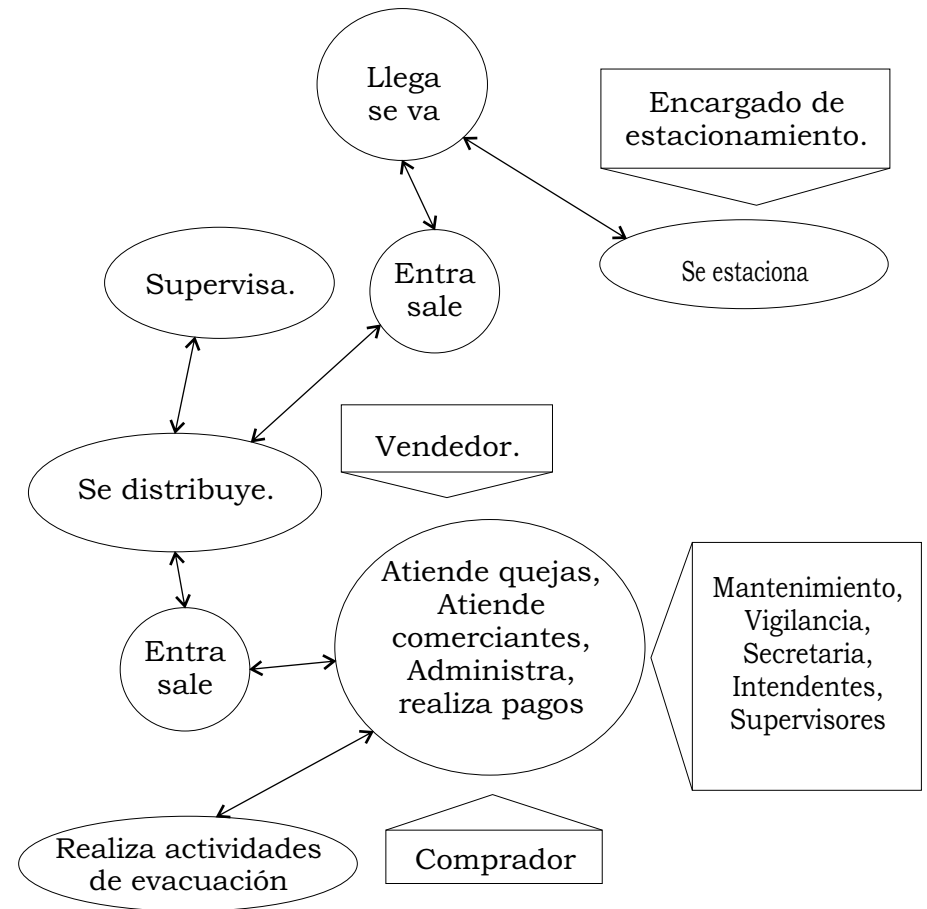 Llega
se va
Encargado de
estacionamiento.
Supervisa.
Entra
sale
Se estaciona
Vendedor.
Se distribuye.
Atiende quejas,
Atiende
comerciantes,
Administra,
realiza pagos
Mantenimiento,
Vigilancia,
Secretaria,
Intendentes,
Supervisores
Entra
sale
Realiza actividades
de evacuación
Comprador